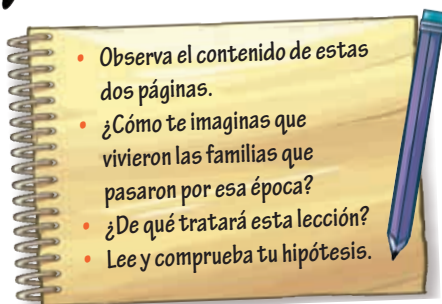 • Observa el contenido de estas
dos páginas.
• ¿Cómo te imaginas que
vivieron las familias que
pasaron por esa época?
• ¿De qué tratará esta lección?
• Lee y comprueba tu hipótesis.